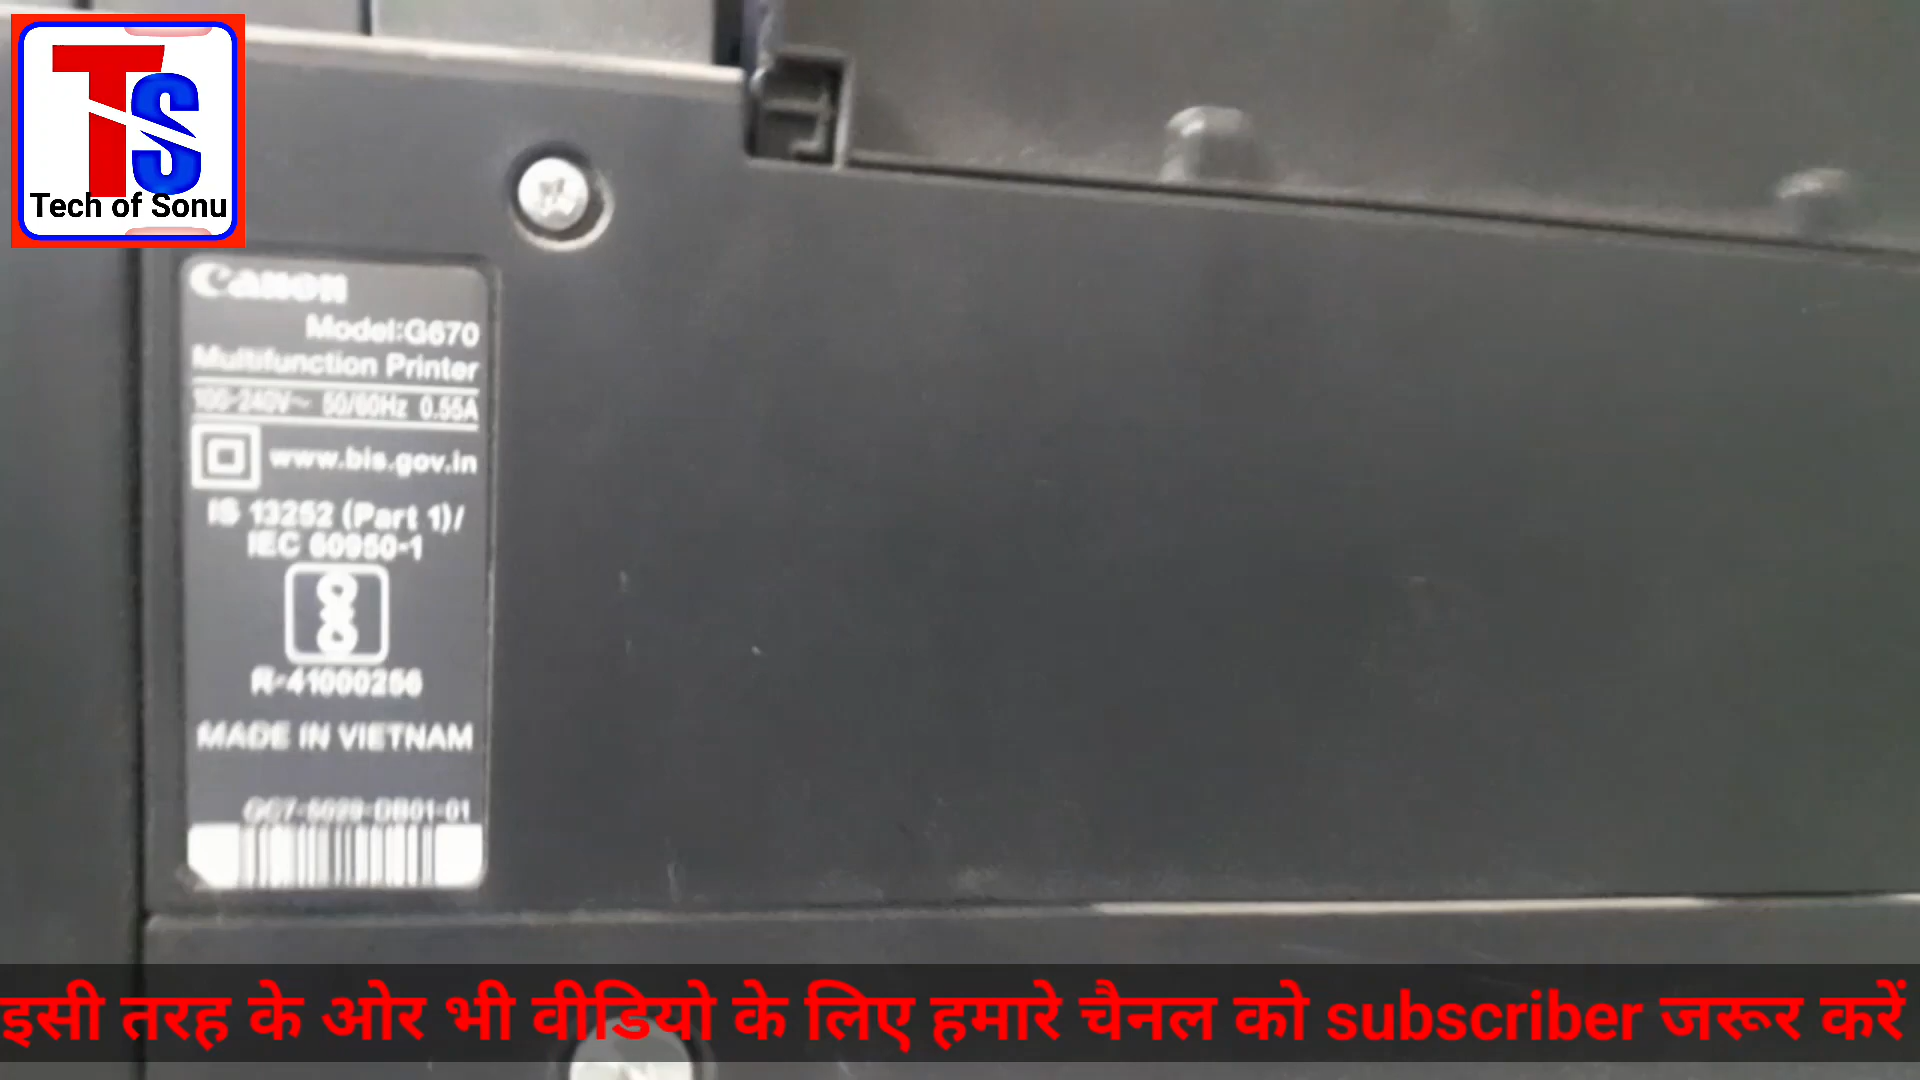 TS
Tech of Sonu
Canon
Model:G670
Multifunction Printer
100-240V~ 50/60Hz 0.55A
www.bis.gov.in
IS 13252 (Part 1)/
IEC 60950-1
R-41000256
MADE IN VIETNAM
इसी तरह के ओर भी वीडियो के लिए हमारे चैनल को subscriber जरूर करें